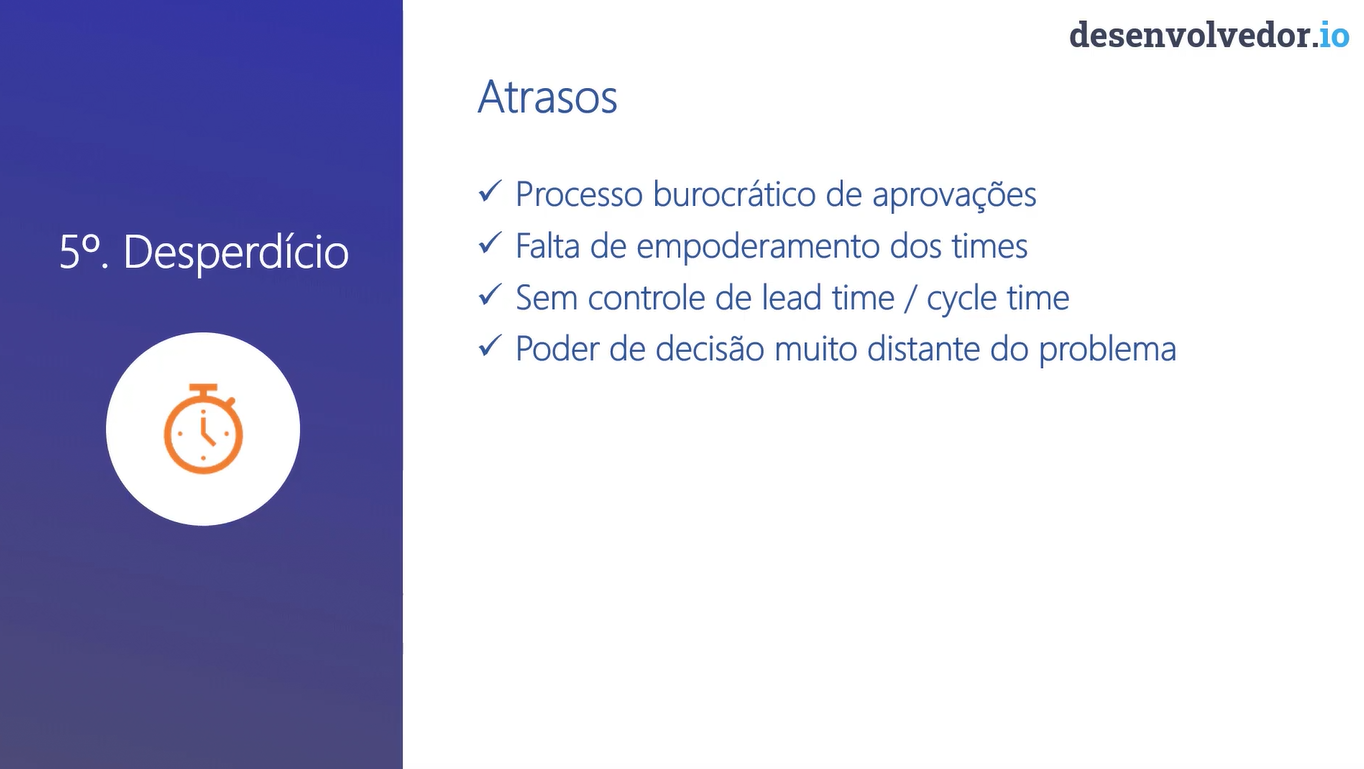 desenvolvedor.io
5º. Desperdício
Atrasos
✓ Processo burocrático de aprovações
✓ Falta de empoderamento dos times
✓ Sem controle de lead time / cycle time
✓ Poder de decisão muito distante do problema